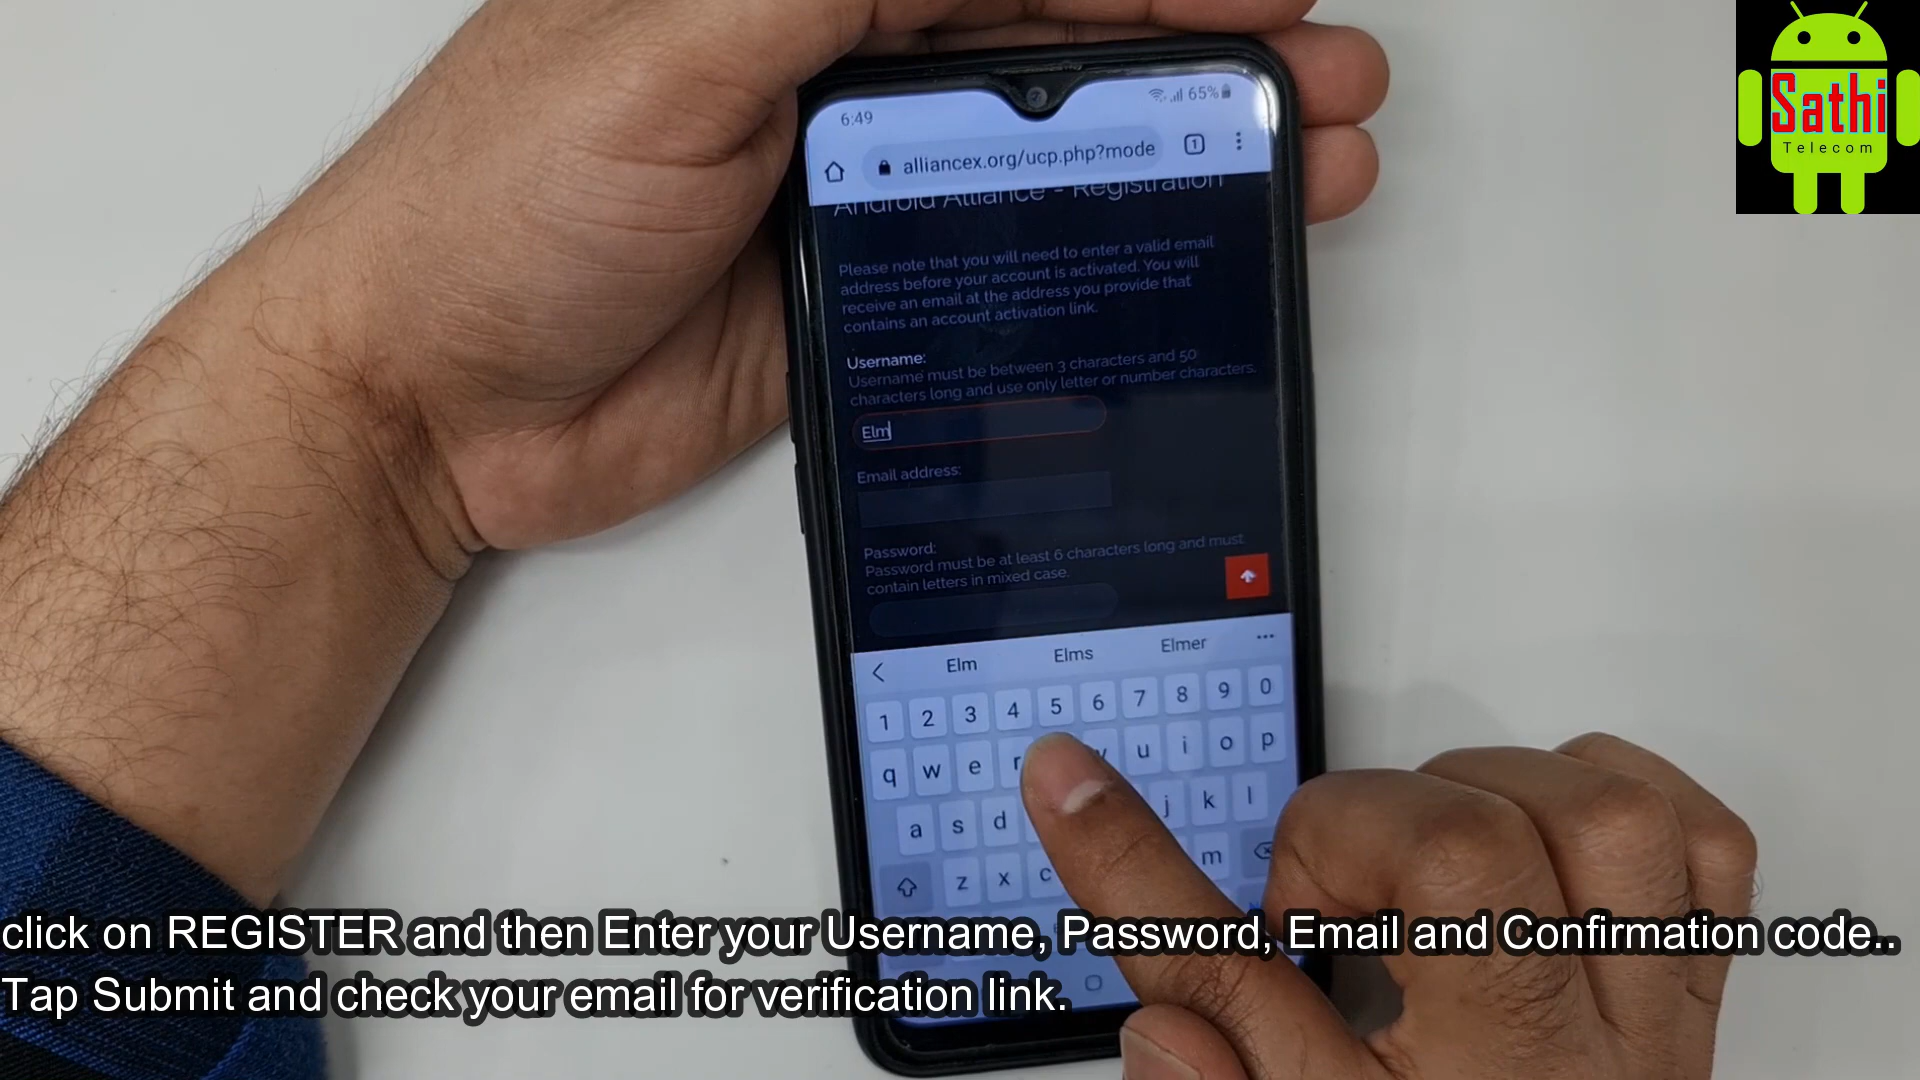 Sathi
Telecom
6:49
65%
alliancex.org/ucp.php?mode
1
Android Alliance - Registration
Please note that you will need to enter a valid email
address before your account is activated. You will
receive an email at the address you provide that
contains an account activation link.
Username:
Username must be between 3 characters and 50
characters long and use only letter or number characters.
Elm
Email address:
Password:
Password must be at least 6 characters long and must
contain letters in mixed case.
Elm Elms Elmer
1 2 3 4 5 6 7 8 9 0
q w e r y u i o p
a s d j k l
z x c m
click on REGISTER and then Enter your Username, Password, Email and Confirmation code..
Tap Submit and check your email for verification link.